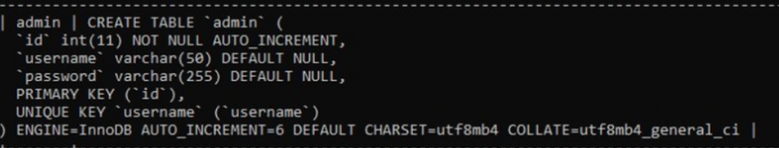 | admin | CREATE TABLE `admin` (
  `id` int(11) NOT NULL AUTO_INCREMENT,
  `username` varchar(50) DEFAULT NULL,
  `password` varchar(255) DEFAULT NULL,
  PRIMARY KEY (`id`),
  UNIQUE KEY `username` (`username`)
) ENGINE=InnoDB AUTO_INCREMENT=6 DEFAULT CHARSET=utf8mb4 COLLATE=utf8mb4_general_ci |